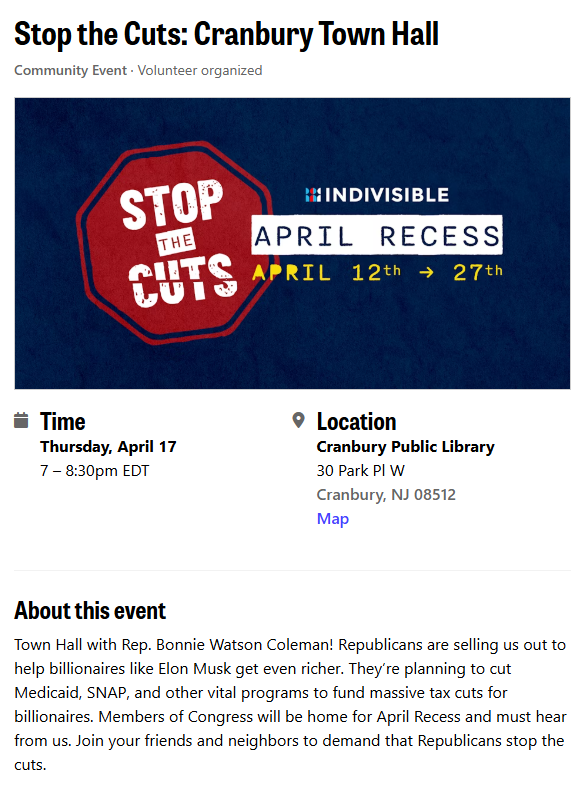 Stop the Cuts: Cranbury Town Hall
Community Event · Volunteer organized
STOP
THE
CUTS
INDIVISIBLE
APRIL RECESS
APRIL 12th → 27th
Time
Thursday, April 17
7 – 8:30pm EDT
Location
Cranbury Public Library
30 Park Pl W
Cranbury, NJ 08512
Map
About this event
Town Hall with Rep. Bonnie Watson Coleman! Republicans are selling us out to
help billionaires like Elon Musk get even richer. They’re planning to cut
Medicaid, SNAP, and other vital programs to fund massive tax cuts for
billionaires. Members of Congress will be home for April Recess and must hear
from us. Join your friends and neighbors to demand that Republicans stop the
cuts.